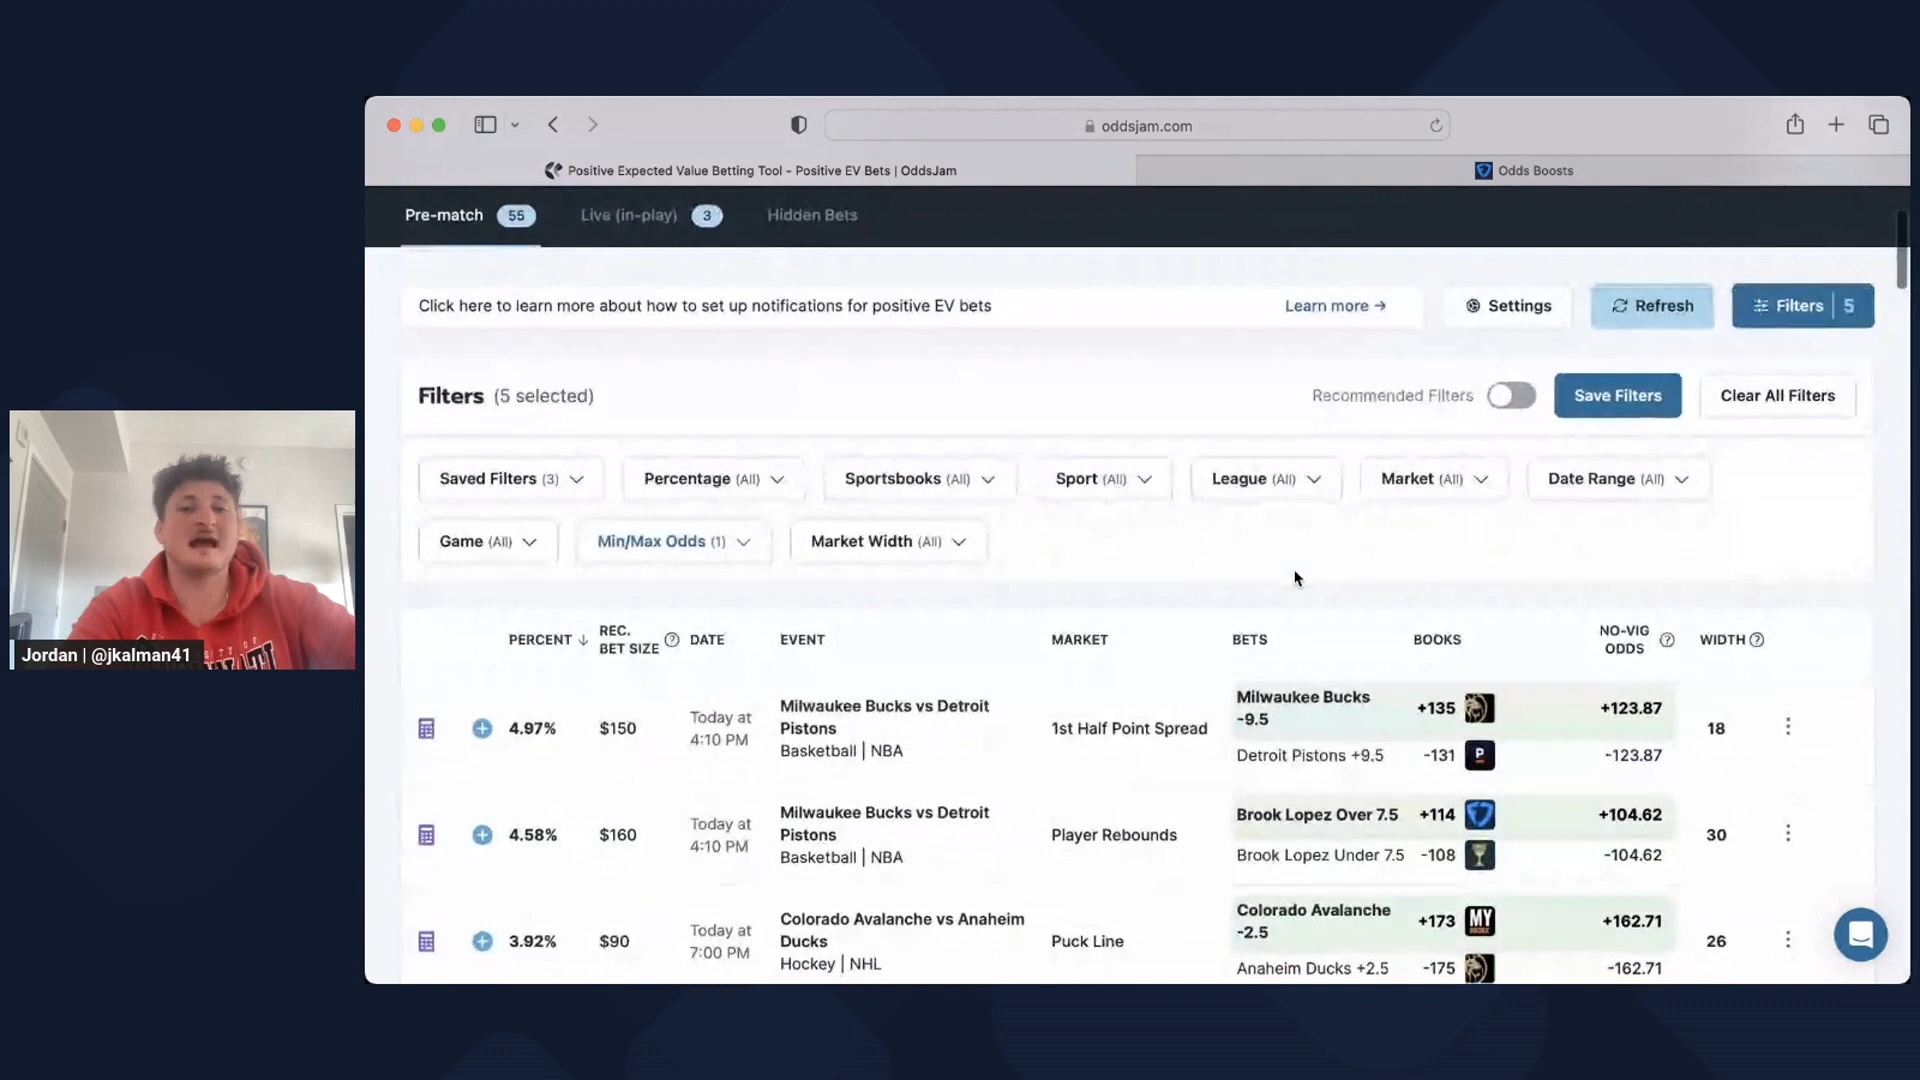 oddsjam.com
Positive Expected Value Betting Tool - Positive EV Bets | OddsJam
Odds Boosts
Pre-match 55 Live (in-play) 3 Hidden Bets
Click here to learn more about how to set up notifications for positive EV bets Learn more → Settings Refresh Filters 5
Filters (5 selected) Recommended Filters Save Filters Clear All Filters
Saved Filters (3) Percentage (All) Sportsbooks (All) Sport (All) League (All) Market (All) Date Range (All)
Game (All) Min/Max Odds (1) Market Width (All)
PERCENT ↓ REC. BET SIZE ? DATE EVENT MARKET BETS BOOKS NO-VIG ODDS ? WIDTH ?
4.97% $150 Today at 4:10 PM
Milwaukee Bucks vs Detroit
Pistons
Basketball | NBA
1st Half Point Spread
Milwaukee Bucks
-9.5
+135 +123.87
Detroit Pistons +9.5 -131 P -123.87
18
4.58% $160 Today at 4:10 PM
Milwaukee Bucks vs Detroit
Pistons
Basketball | NBA
Player Rebounds
Brook Lopez Over 7.5 +114 +104.62
Brook Lopez Under 7.5 -108 -104.62
30
3.92% $90 Today at 7:00 PM
Colorado Avalanche vs Anaheim
Ducks
Hockey | NHL
Puck Line
Colorado Avalanche
-2.5
+173 MY +162.71
Anaheim Ducks +2.5 -175 -162.71
26
Jordan | @jkalman41